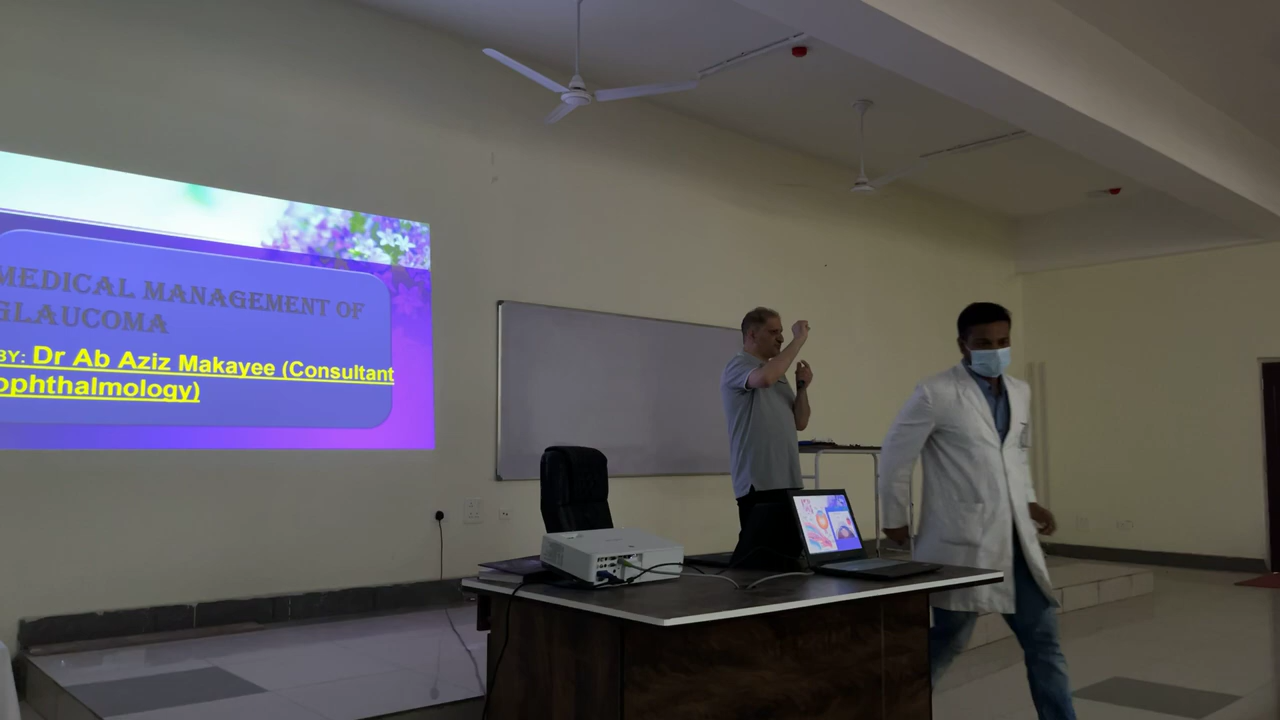 MEDICAL MANAGEMENT OF
GLAUCOMA
BY: Dr Ab Aziz Makayee (Consultant
ophthalmology)